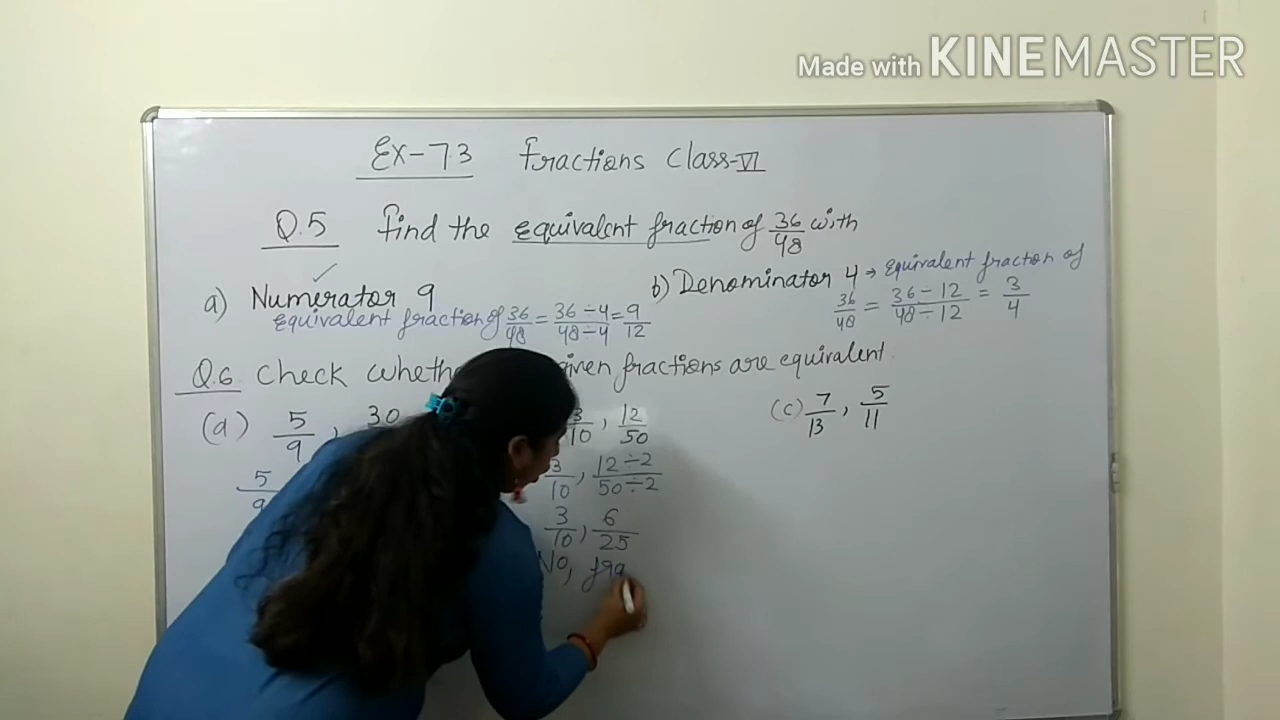 Made with KINEMASTER
Ex-7.3 Fractions Class-VI
Q.5 Find the equivalent fraction of 36/48 with
a) Numerator 9
Equivalent fraction of 36/48 = 36÷4/48÷4 = 9/12
b) Denominator 4 → Equivalent fraction of
36/48 = 36÷12/48÷12 = 3/4
Q.6 Check given fractions are equivalent.
(a) 5/9, 30
5/9
3/10, 12/50
3/10, 12÷2/50÷2
3/10, 6/25
No, fra
(c) 7/13, 5/11